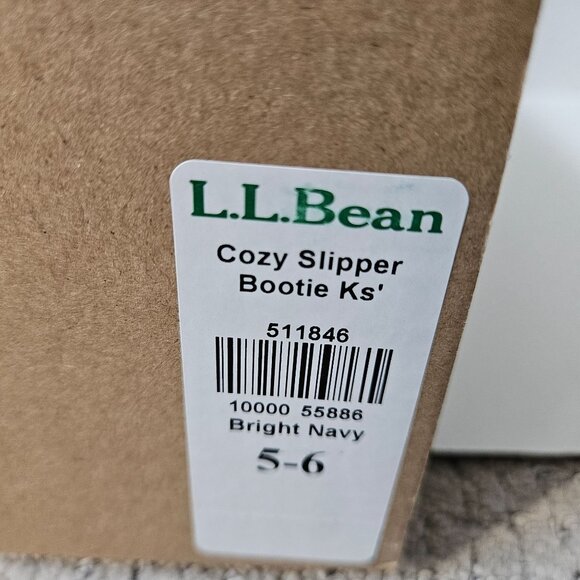 L.L.Bean
Cozy Slipper
Bootie Ks'
511846
10000 55886
Bright Navy
5-6